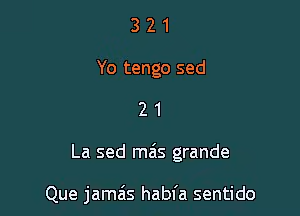 3 2 1
Yo tengo sed
2 1
La sed más grande
Que jamás había sentido